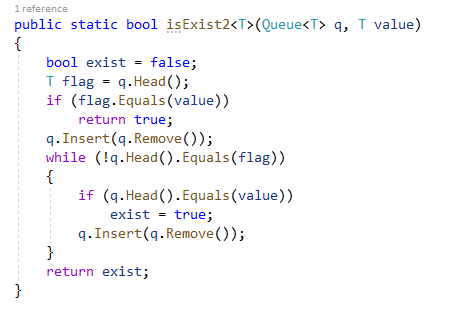 1 reference
public static bool isExist2<T>(Queue<T> q, T value)
{
bool exist = false;
T flag = q.Head();
if (flag.Equals(value))
return true;
q.Insert(q.Remove());
while (!q.Head().Equals(flag))
{
if (q.Head().Equals(value))
exist = true;
q.Insert(q.Remove());
}
return exist;
}